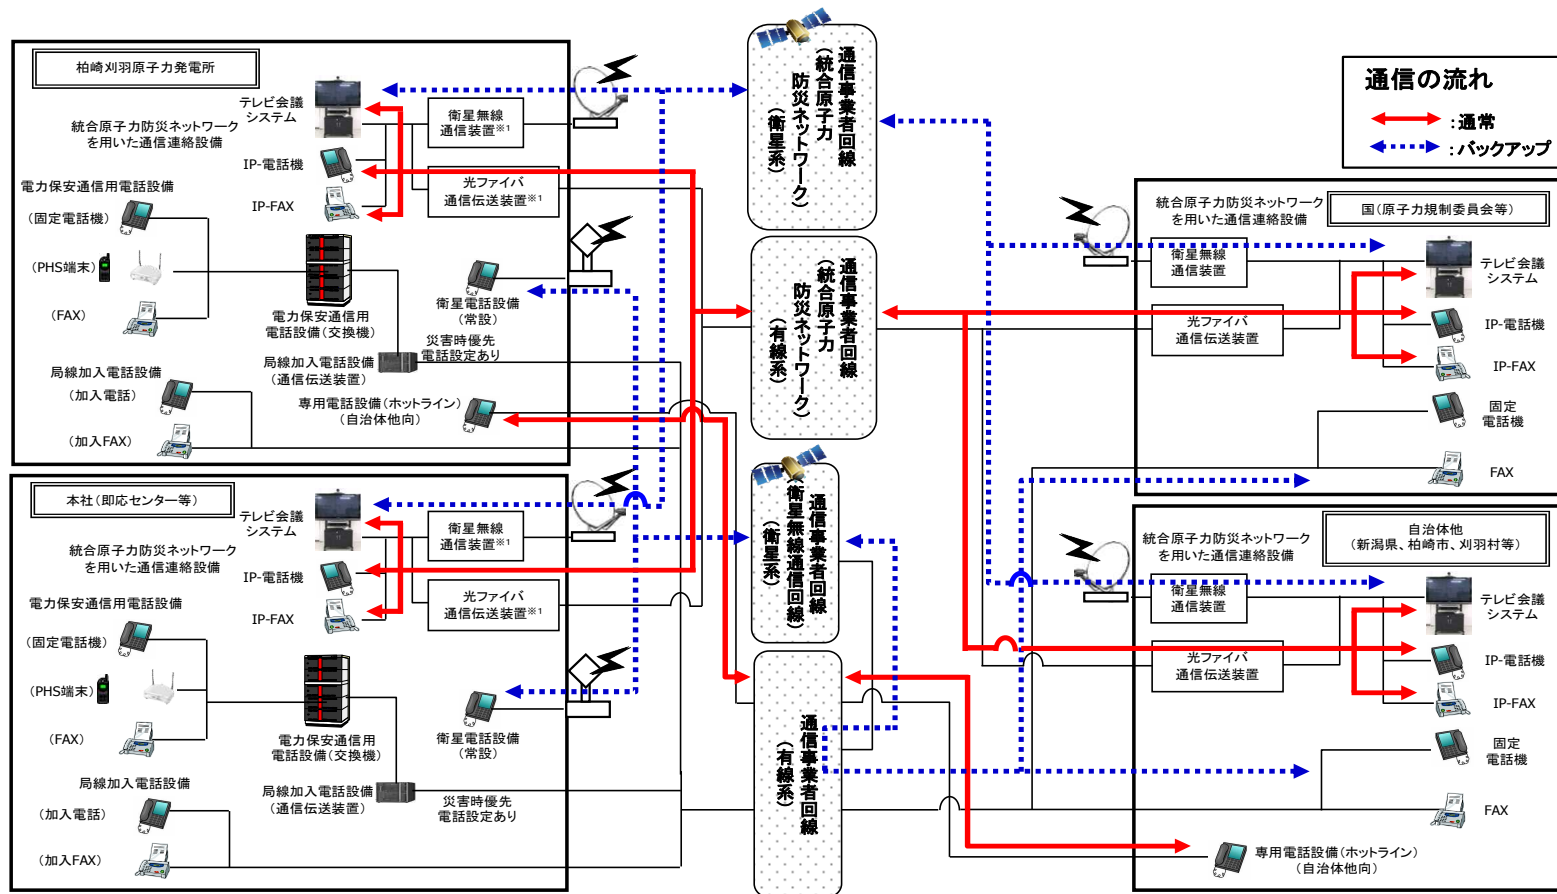 柏崎刈羽原子力発電所
テレビ会議
システム
統合原子力防災ネットワーク
を用いた通信連絡設備
衛星無線
通信装置※1
IP-電話機
光ファイバ
通信伝送装置※1
IP-FAX
電力保安通信用電話設備
(固定電話機)
(PHS端末)
(FAX)
電力保安通信用
電話設備(交換機)
衛星電話設備
(常設)
災害時優先
電話設定あり
局線加入電話設備
(通信伝送装置)
局線加入電話設備
(加入電話)
(加入FAX)
専用電話設備(ホットライン)
(自治体他向)
本社(即応センター等)
テレビ会議
システム
統合原子力防災ネットワーク
を用いた通信連絡設備
衛星無線
通信装置※1
IP-電話機
光ファイバ
通信伝送装置※1
IP-FAX
電力保安通信用電話設備
(固定電話機)
(PHS端末)
(FAX)
電力保安通信用
電話設備(交換機)
衛星電話設備
(常設)
局線加入電話設備
(通信伝送装置)
災害時優先
電話設定あり
局線加入電話設備
(加入電話)
(加入FAX)
通信事業者回線
(統合原子力
防災ネットワーク)
(衛星系)
通信事業者回線
(統合原子力
防災ネットワーク)
(有線系)
通信事業者回線
(衛星無線通信回線)
(衛星系)
通信事業者回線
(有線系)
通信の流れ
:通常
:バックアップ
国(原子力規制委員会等)
統合原子力防災ネットワーク
を用いた通信連絡設備
衛星無線
通信装置
テレビ会議
システム
光ファイバ
通信伝送装置
IP-電話機
IP-FAX
固定
電話機
FAX
自治体他
(新潟県、柏崎市、刈羽村等)
統合原子力防災ネットワーク
を用いた通信連絡設備
衛星無線
通信装置
テレビ会議
システム
光ファイバ
通信伝送装置
IP-電話機
IP-FAX
固定
電話機
FAX
専用電話設備(ホットライン)
(自治体他向)